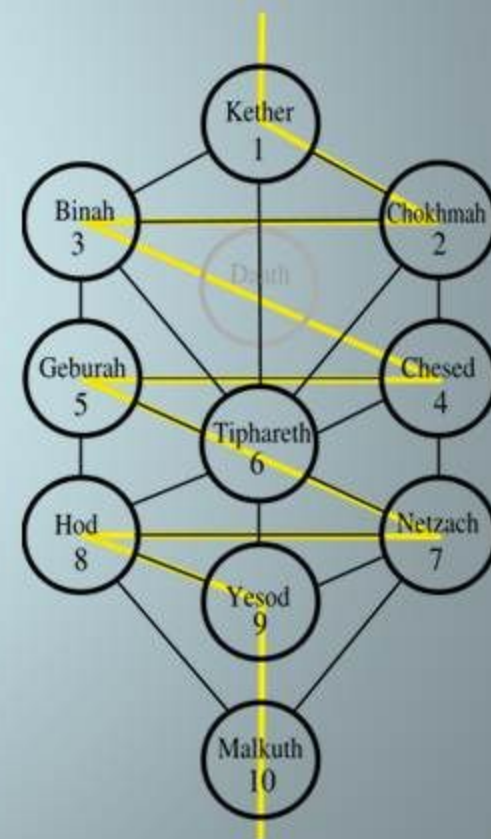 Kether
1
Binah
3
Chokhmah
2
Daath
Geburah
5
Chesed
4
Tiphareth
6
Hod
8
Netzach
7
Yesod
9
Malkuth
10